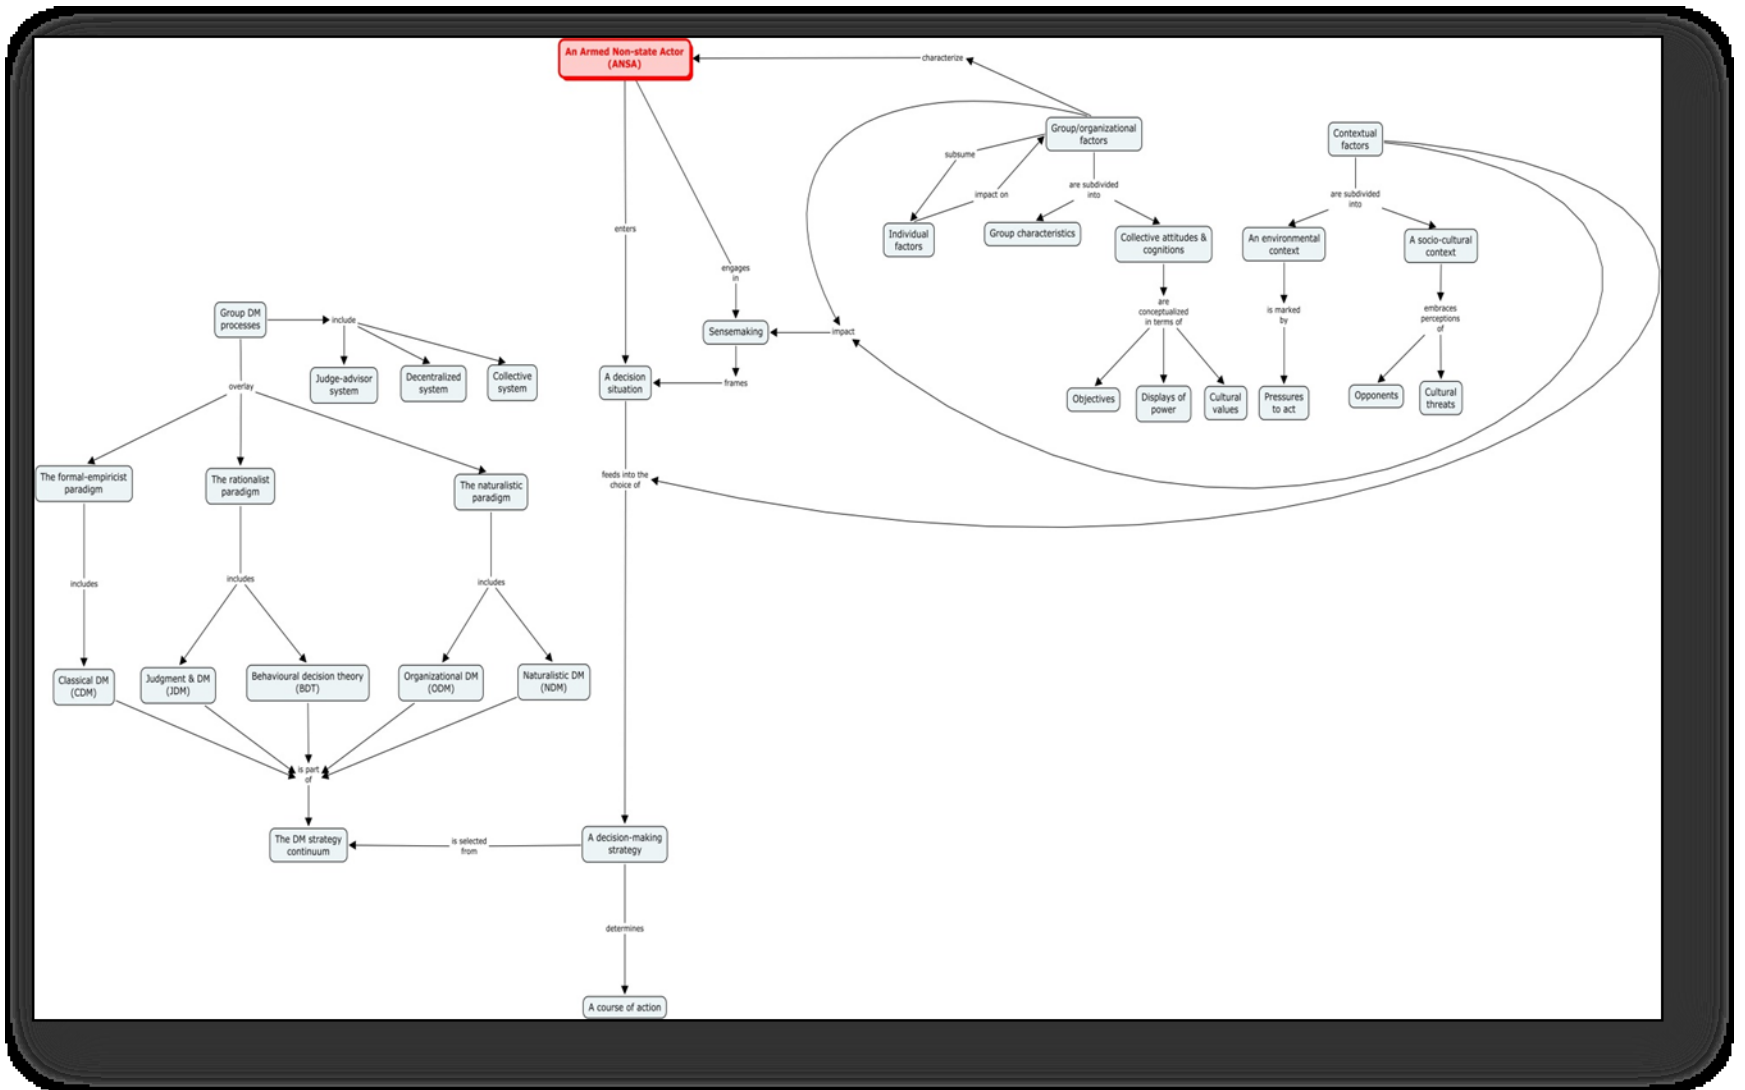 An Armed Non-state Actor
(ANSA)
characterize
Group/organizational
factors
Contextual
factors
subsume
impact on
are subdivided
into
are subdivided
into
enters
Individual
factors
Group characteristics
Collective attitudes &
cognitions
An environmental
context
A socio-cultural
context
engages
in
are
conceptualized
in terms of
is marked
by
embraces
perceptions
of
Group DM
processes
include
Sensemaking
impact
Judge-advisor
system
Decentralized
system
Collective
system
A decision
situation
frames
overlay
Objectives
Displays of
power
Cultural
values
Pressures
to act
Opponents
Cultural
threats
The formal-empiricist
paradigm
The rationalist
paradigm
The naturalistic
paradigm
feeds into the
choice of
includes
includes
includes
Classical DM
(CDM)
Judgment & DM
(JDM)
Behavioural decision theory
(BDT)
Organizational DM
(ODM)
Naturalistic DM
(NDM)
is part
of
The DM strategy
continuum
is selected
from
A decision-making
strategy
determines
A course of action